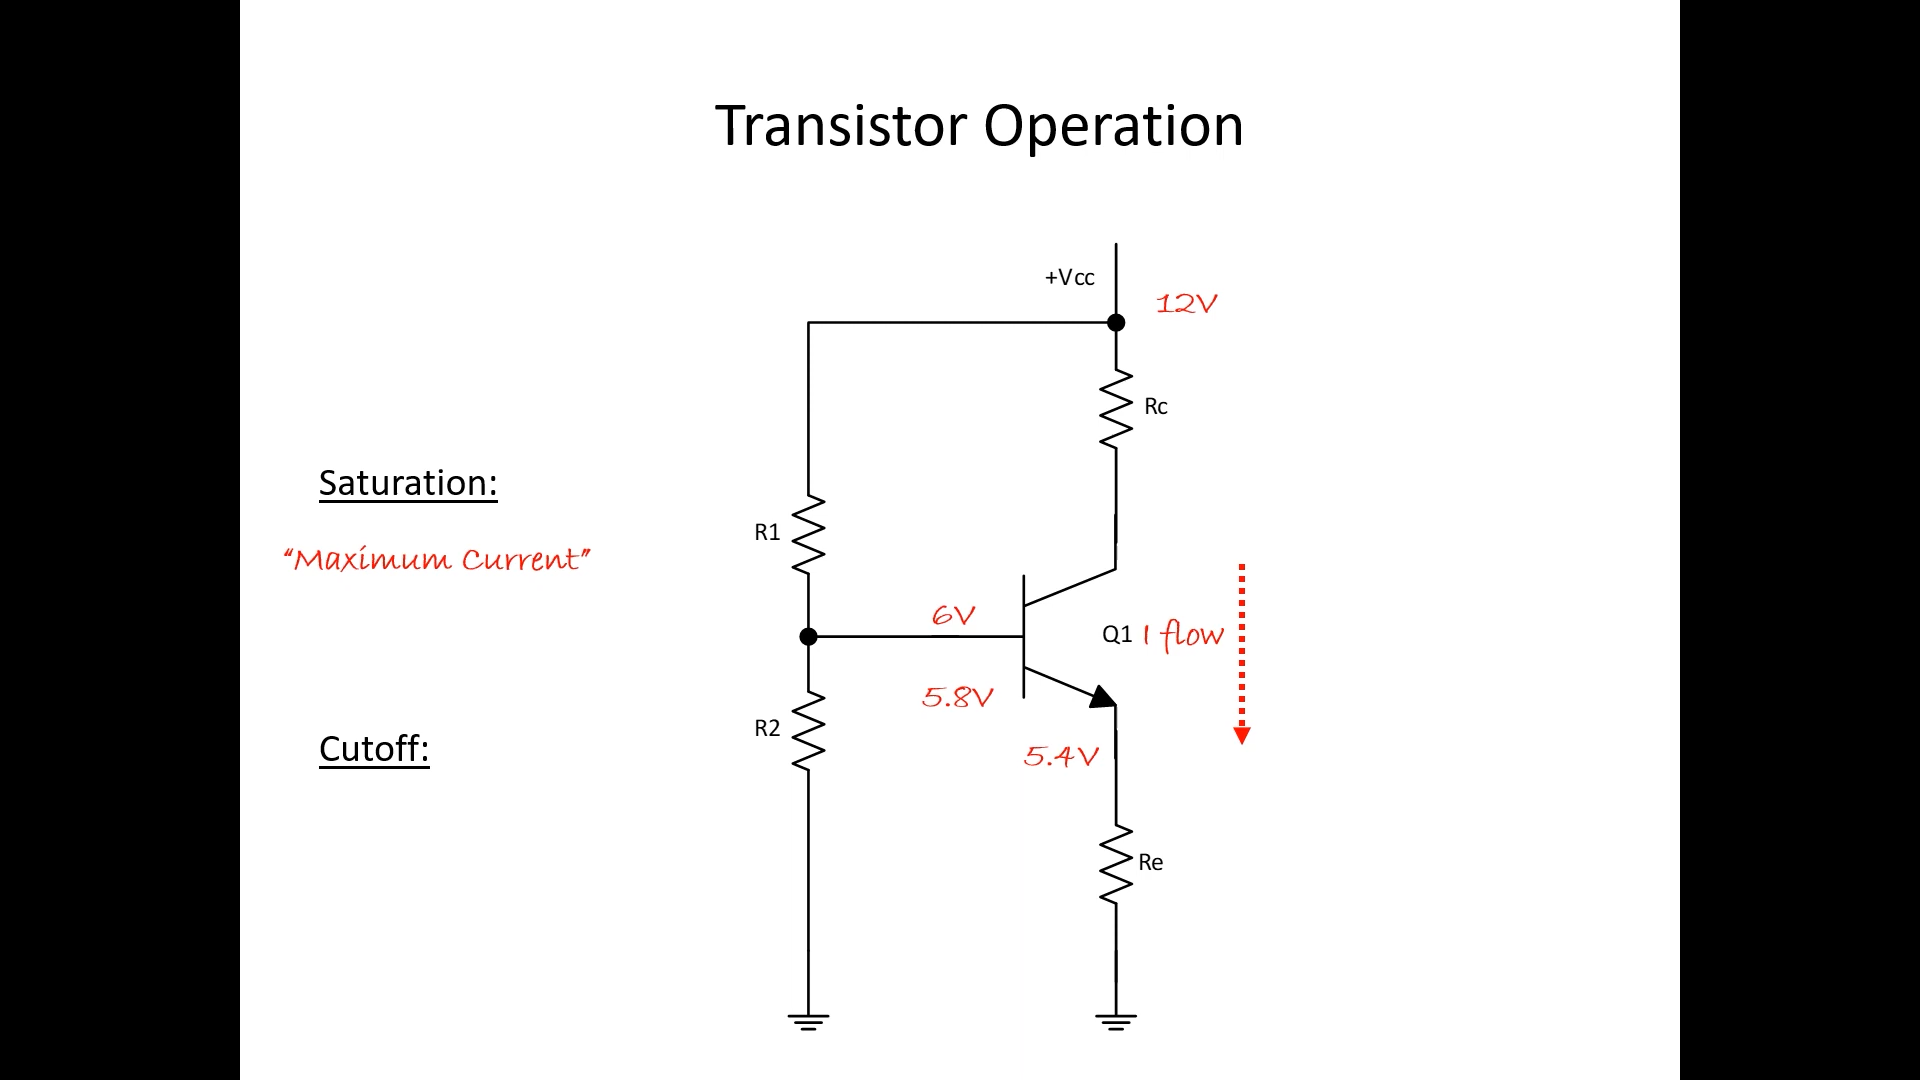 Transistor Operation
+Vcc
12V
Rc
Saturation:
R1
"Maximum Current"
6V
Q1
I flow
5.8V
R2
Cutoff:
5.4V
Re